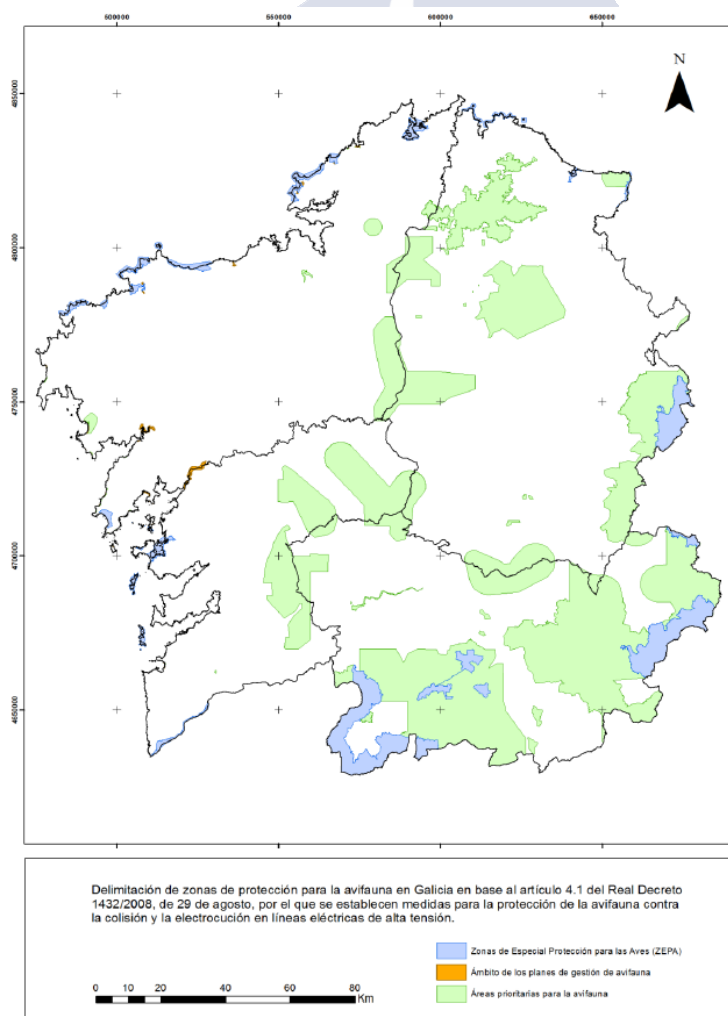 500000 550000 600000 650000
N
4850000
4800000
4750000
4700000
4650000
Delimitación de zonas de protección para la avifauna en Galicia en base al artículo 4.1 del Real Decreto
1432/2008, de 29 de agosto, por el que se establecen medidas para la protección de la avifauna contra
la colisión y la electrocución en líneas eléctricas de alta tensión.
Zonas de Especial Protección para las Aves (ZEPA)
Ámbito de los planes de gestión de avifauna
Áreas prioritarias para la avifauna
0 5 10 20 40 60 80
Km